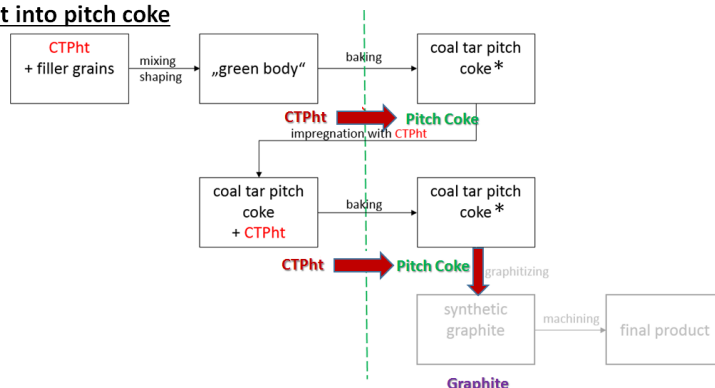 t into pitch coke
CTPht
+ filler grains
mixing
shaping
„green body“
baking
coal tar pitch
coke*
CTPht
Pitch Coke
impregnation with CTPht
coal tar pitch
coke
+ CTPht
baking
coal tar pitch
coke*
CTPht
Pitch Coke
graphitizing
synthetic
graphite
machining
final product
Graphite